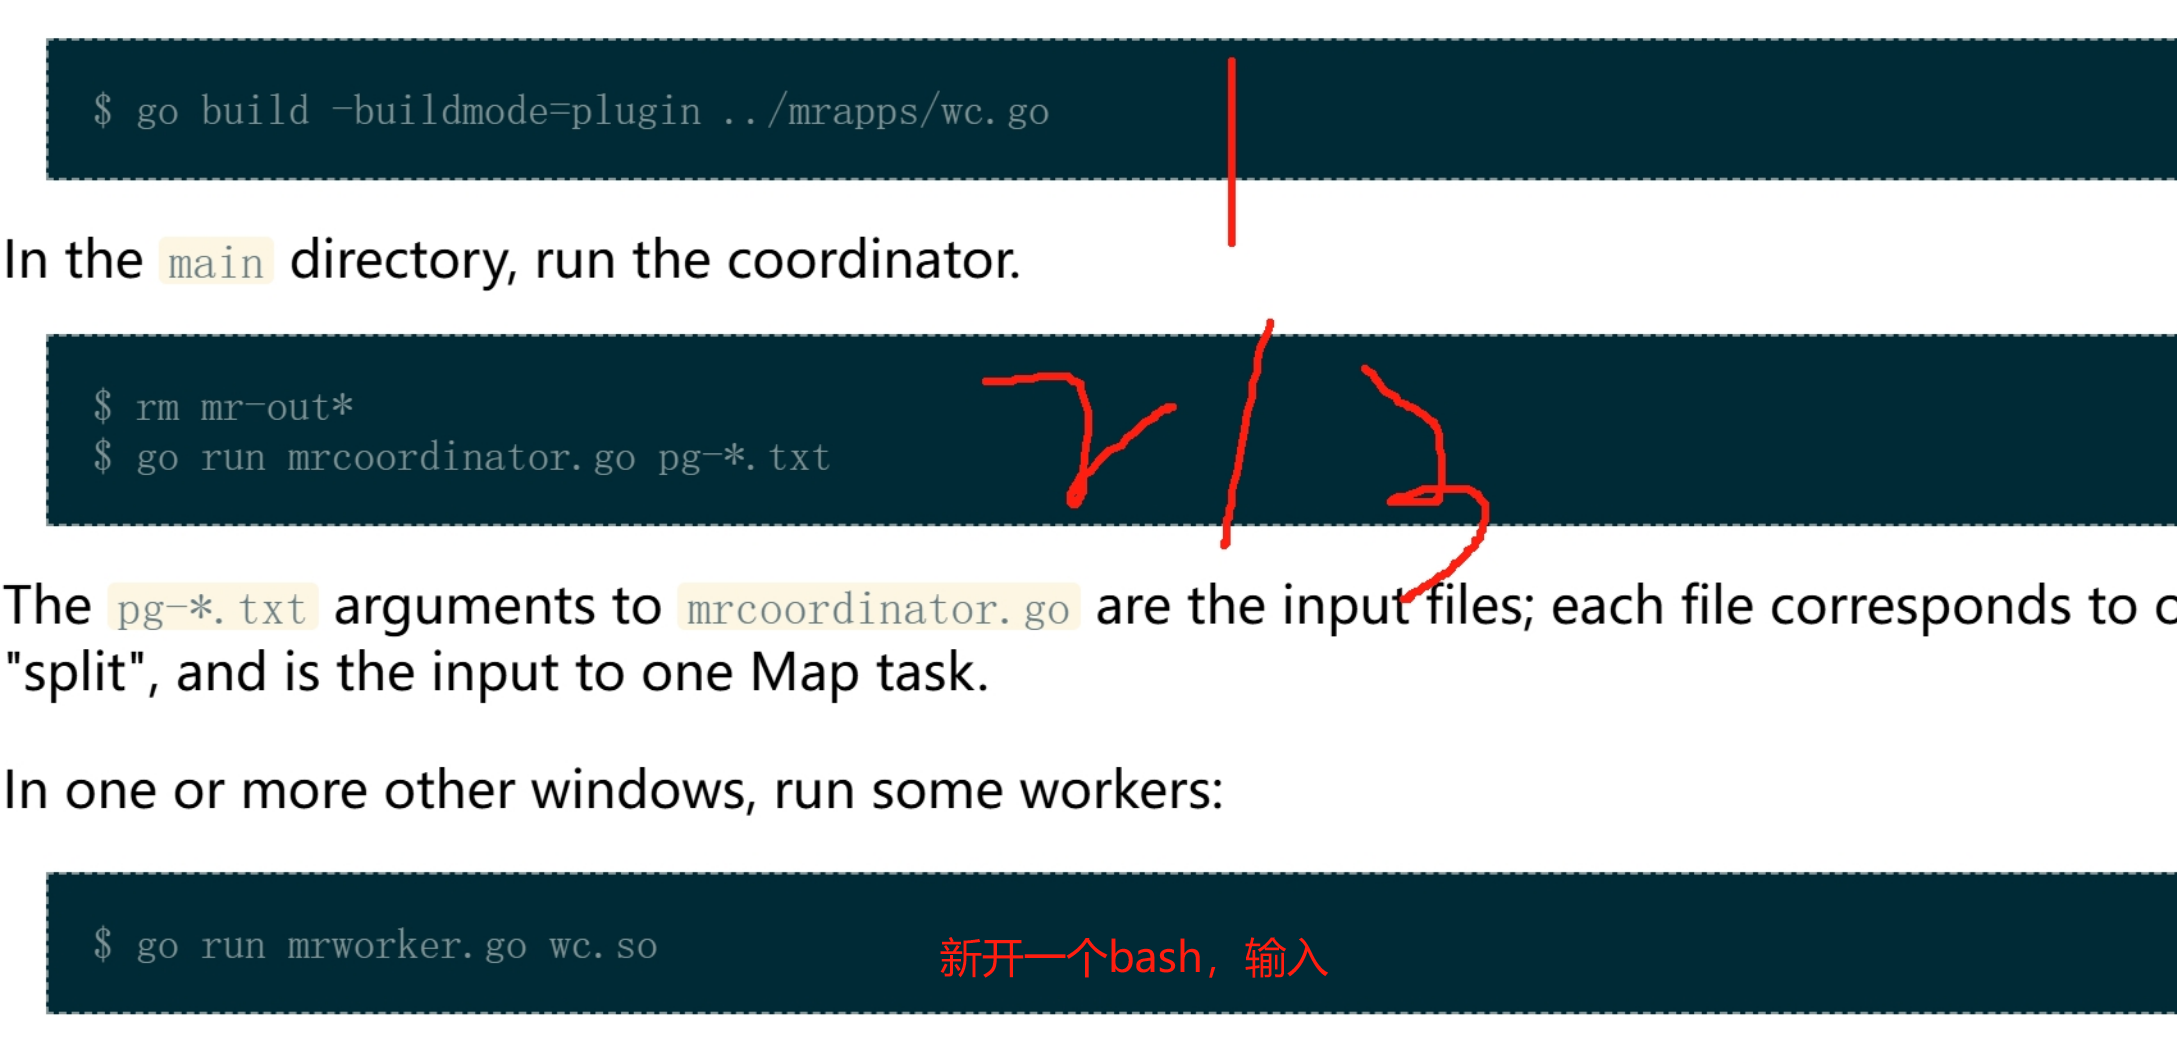 $ go build -buildmode=plugin ../mrapps/wc.go
1
In the main directory, run the coordinator.
$ rm mr-out*
$ go run mrcoordinator.go pg-*.txt
2/3
The pg-*.txt arguments to mrcoordinator.go are the input files; each file corresponds to
"split", and is the input to one Map task.
In one or more other windows, run some workers:
$ go run mrworker.go wc.so
新开一个bash，输入